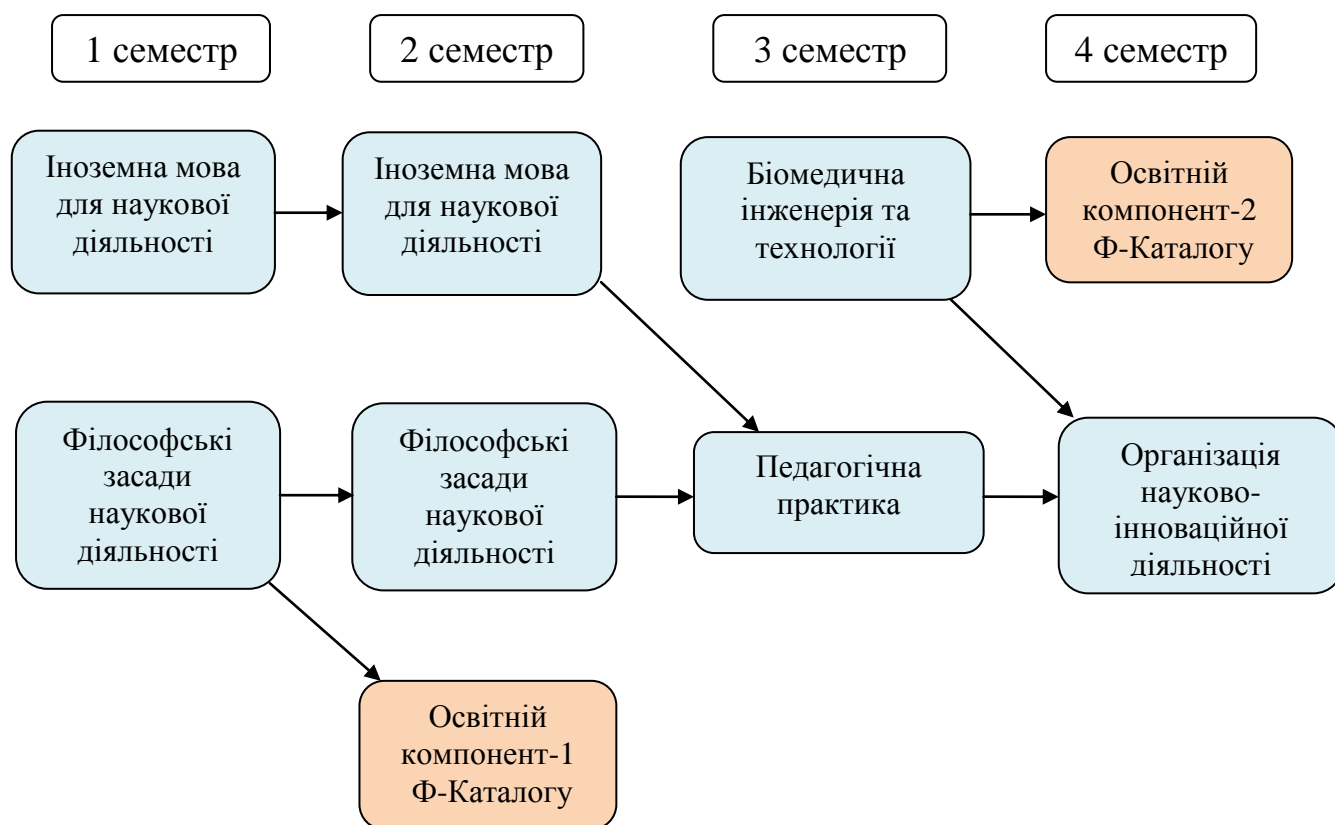 1 семестр
2 семестр
3 семестр
4 семестр
Іноземна мова
для наукової
діяльності
Іноземна мова
для наукової
діяльності
Біомедична
інженерія та
технології
Освітній
компонент-2
Ф-Каталогу
Філософські
засади
наукової
діяльності
Філософські
засади
наукової
діяльності
Педагогічна
практика
Організація
науково-
інноваційної
діяльності
Освітній
компонент-1
Ф-Каталогу